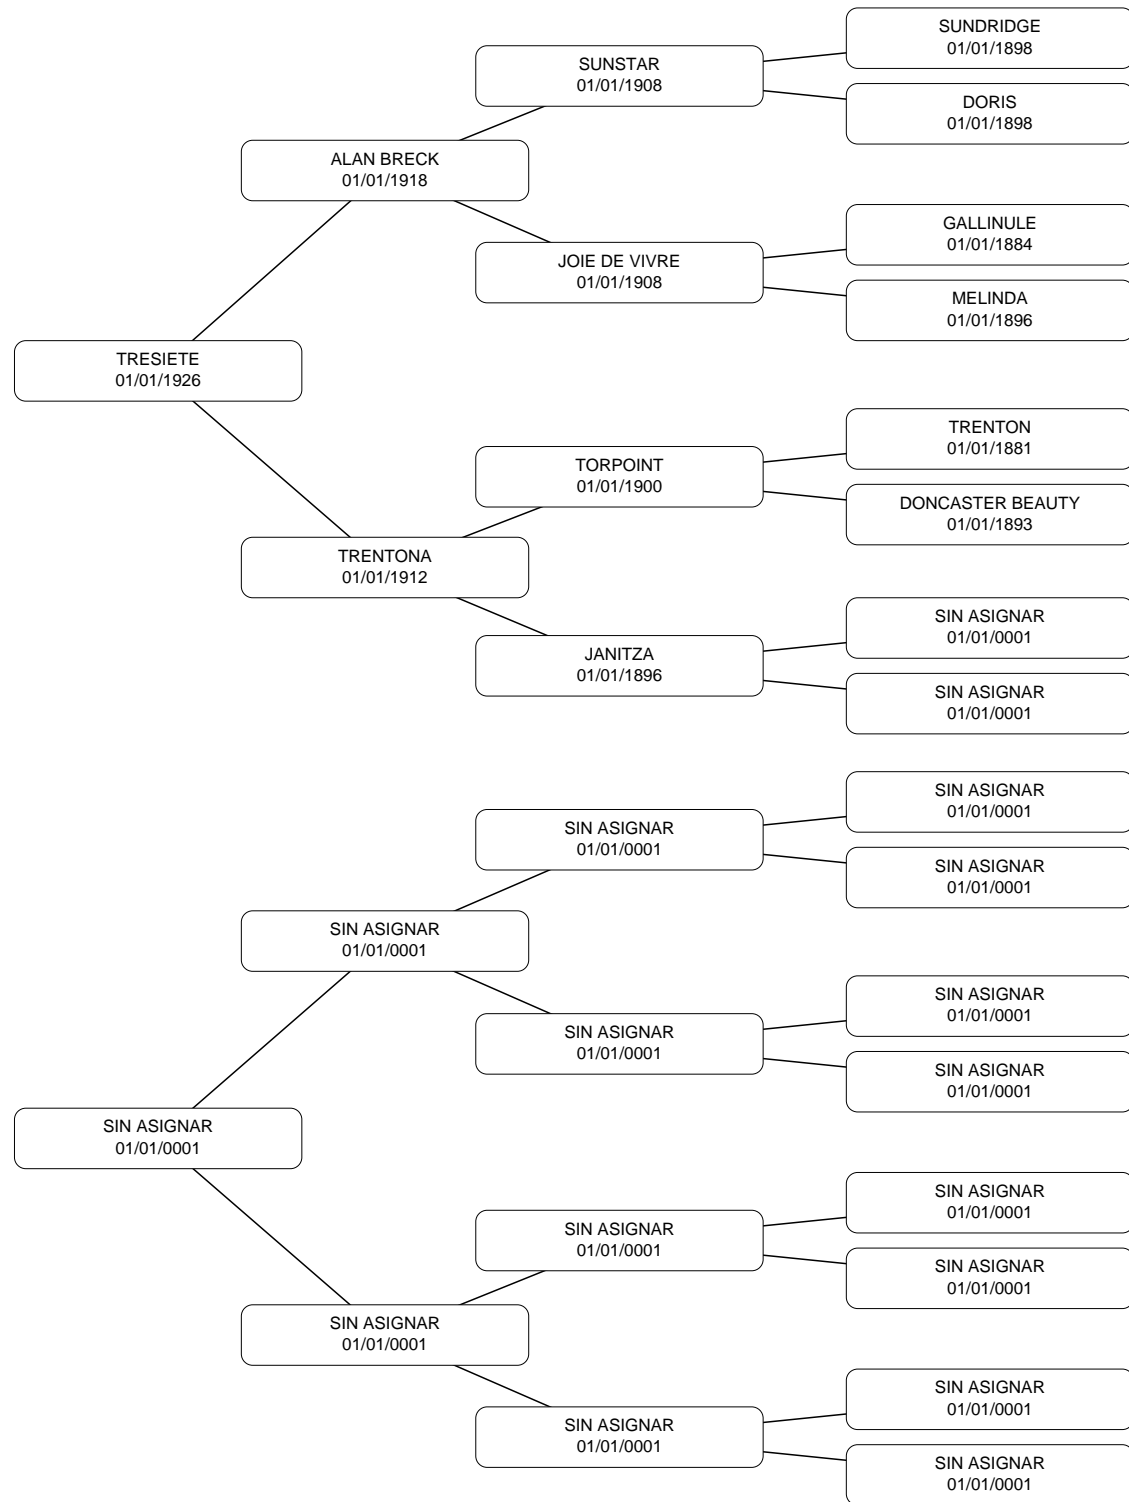 SUNDRIDGE
01/01/1898
SUNSTAR
01/01/1908
DORIS
01/01/1898
ALAN BRECK
01/01/1918
GALLINULE
01/01/1884
JOIE DE VIVRE
01/01/1908
MELINDA
01/01/1896
TRESIETE
01/01/1926
TRENTON
01/01/1881
TORPOINT
01/01/1900
DONCASTER BEAUTY
01/01/1893
TRENTONA
01/01/1912
SIN ASIGNAR
01/01/0001
JANITZA
01/01/1896
SIN ASIGNAR
01/01/0001
SIN ASIGNAR
01/01/0001
SIN ASIGNAR
01/01/0001
SIN ASIGNAR
01/01/0001
SIN ASIGNAR
01/01/0001
SIN ASIGNAR
01/01/0001
SIN ASIGNAR
01/01/0001
SIN ASIGNAR
01/01/0001
SIN ASIGNAR
01/01/0001
SIN ASIGNAR
01/01/0001
SIN ASIGNAR
01/01/0001
SIN ASIGNAR
01/01/0001
SIN ASIGNAR
01/01/0001
SIN ASIGNAR
01/01/0001
SIN ASIGNAR
01/01/0001
SIN ASIGNAR
01/01/0001